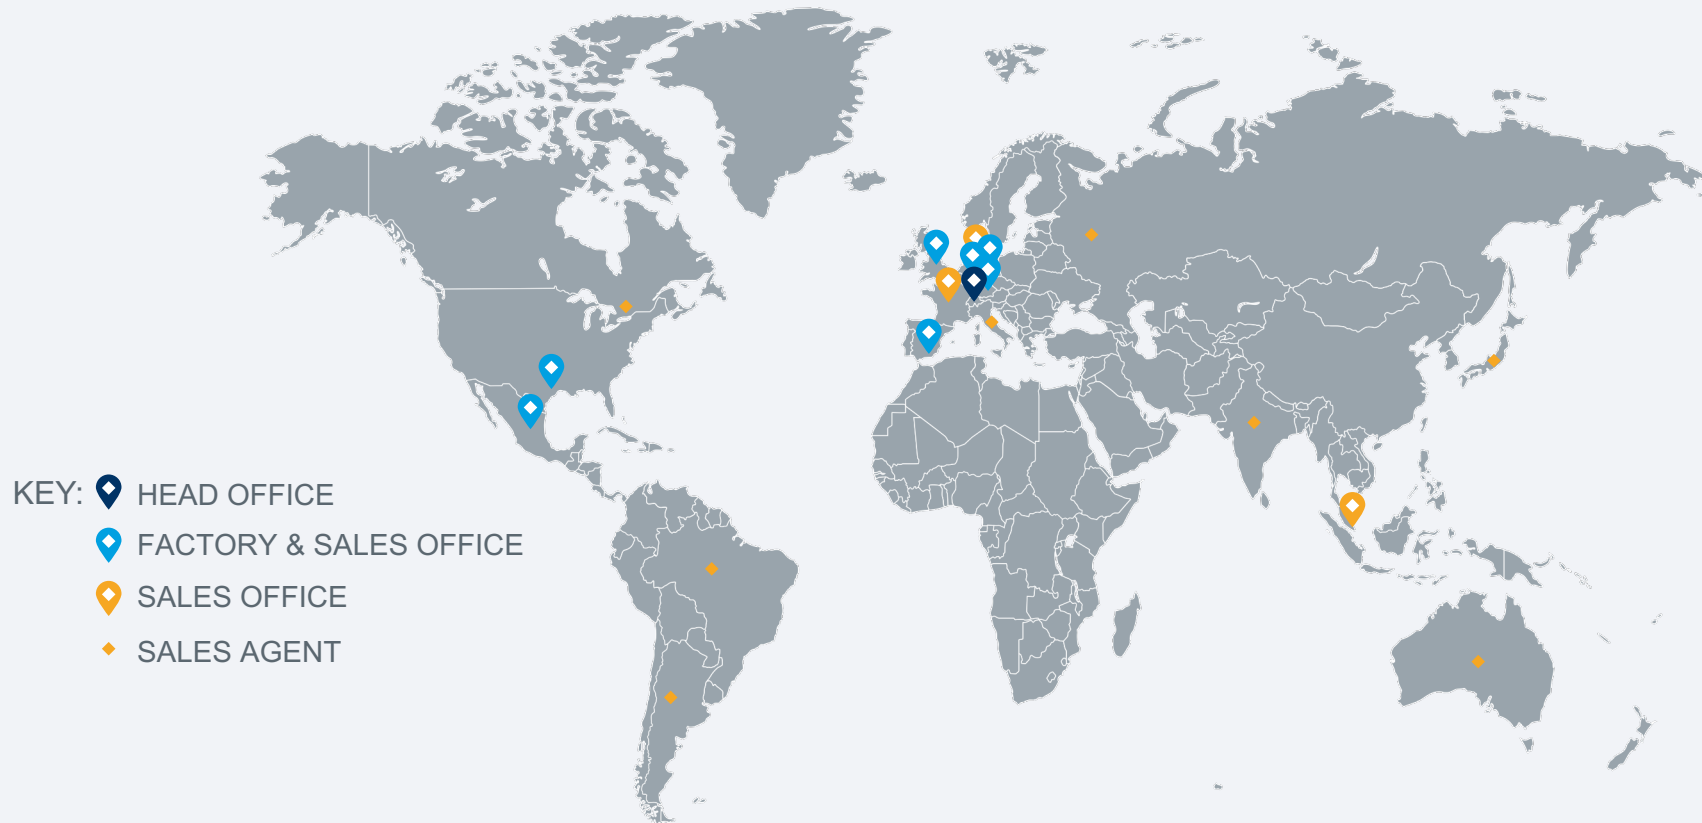 KEY:
HEAD OFFICE
FACTORY & SALES OFFICE
SALES OFFICE
SALES AGENT